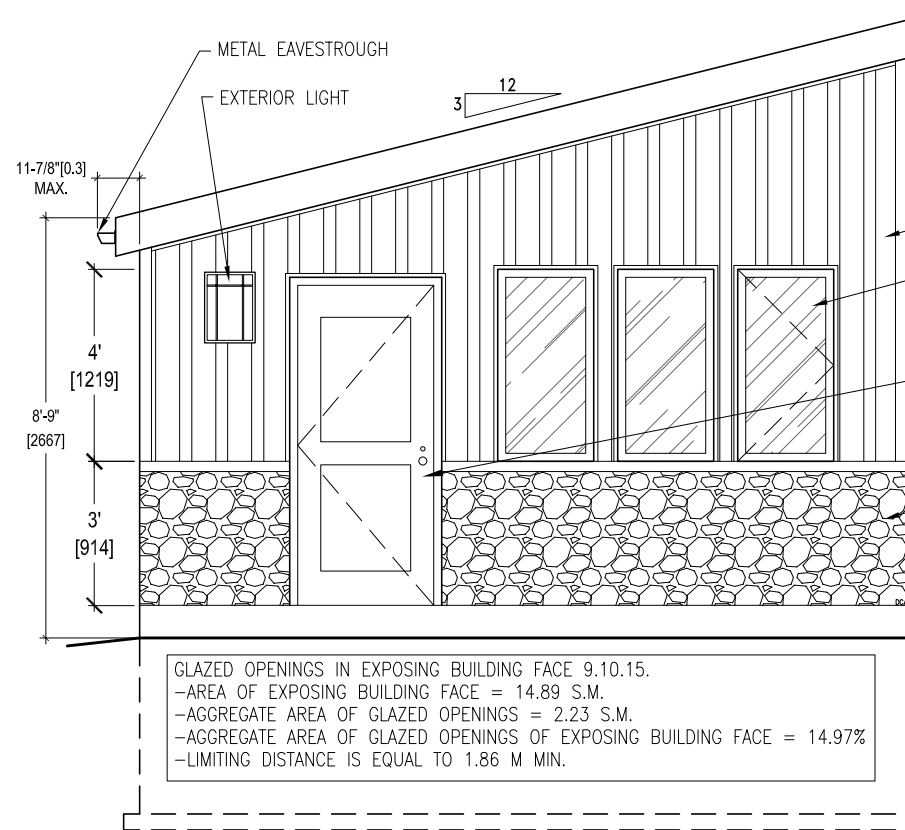 METAL EAVESTROUGH
EXTERIOR LIGHT
12
3
11-7/8"[0.3]
MAX.
4'
[1219]
8'-9"
[2667]
3'
[914]
GLAZED OPENINGS IN EXPOSING BUILDING FACE 9.10.15.
-AREA OF EXPOSING BUILDING FACE = 14.89 S.M.
-AGGREGATE AREA OF GLAZED OPENINGS = 2.23 S.M.
-AGGREGATE AREA OF GLAZED OPENINGS OF EXPOSING BUILDING FACE = 14.97%
-LIMITING DISTANCE IS EQUAL TO 1.86 M MIN.